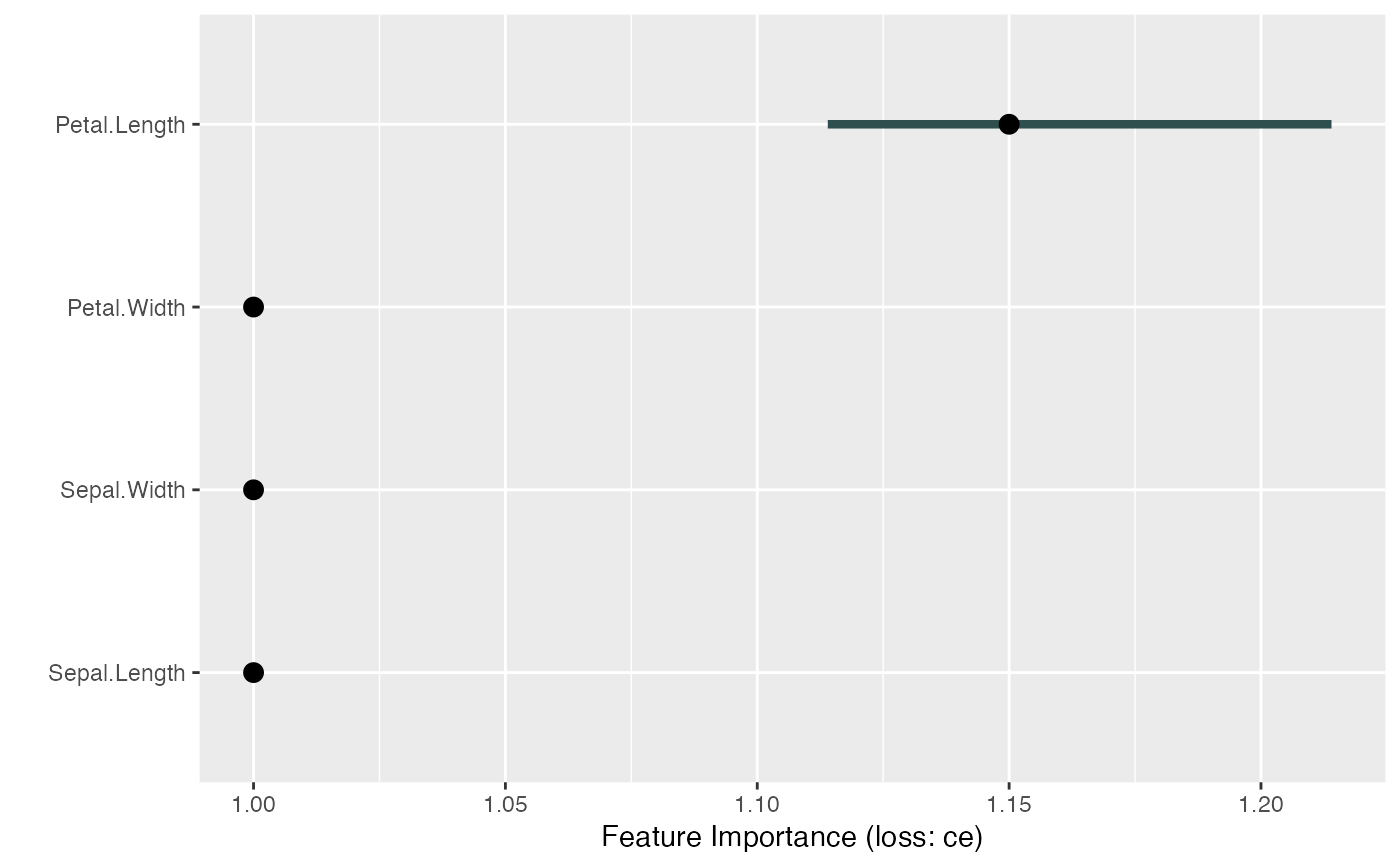 Petal.Length
Petal.Width
Sepal.Width
Sepal.Length
1.00 1.05 1.10 1.15 1.20
Feature Importance (loss: ce)